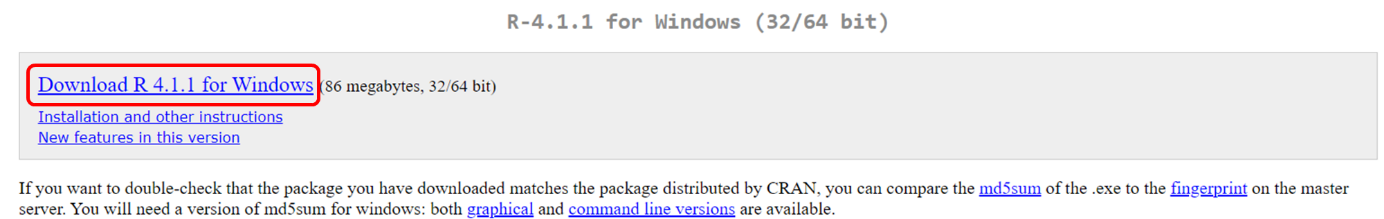 R-4.1.1 for Windows (32/64 bit)
Download R 4.1.1 for Windows (86 megabytes, 32/64 bit)
Installation and other instructions
New features in this version
If you want to double-check that the package you have downloaded matches the package distributed by CRAN, you can compare the md5sum of the .exe to the fingerprint on the master
server. You will need a version of md5sum for windows: both graphical and command line versions are available.